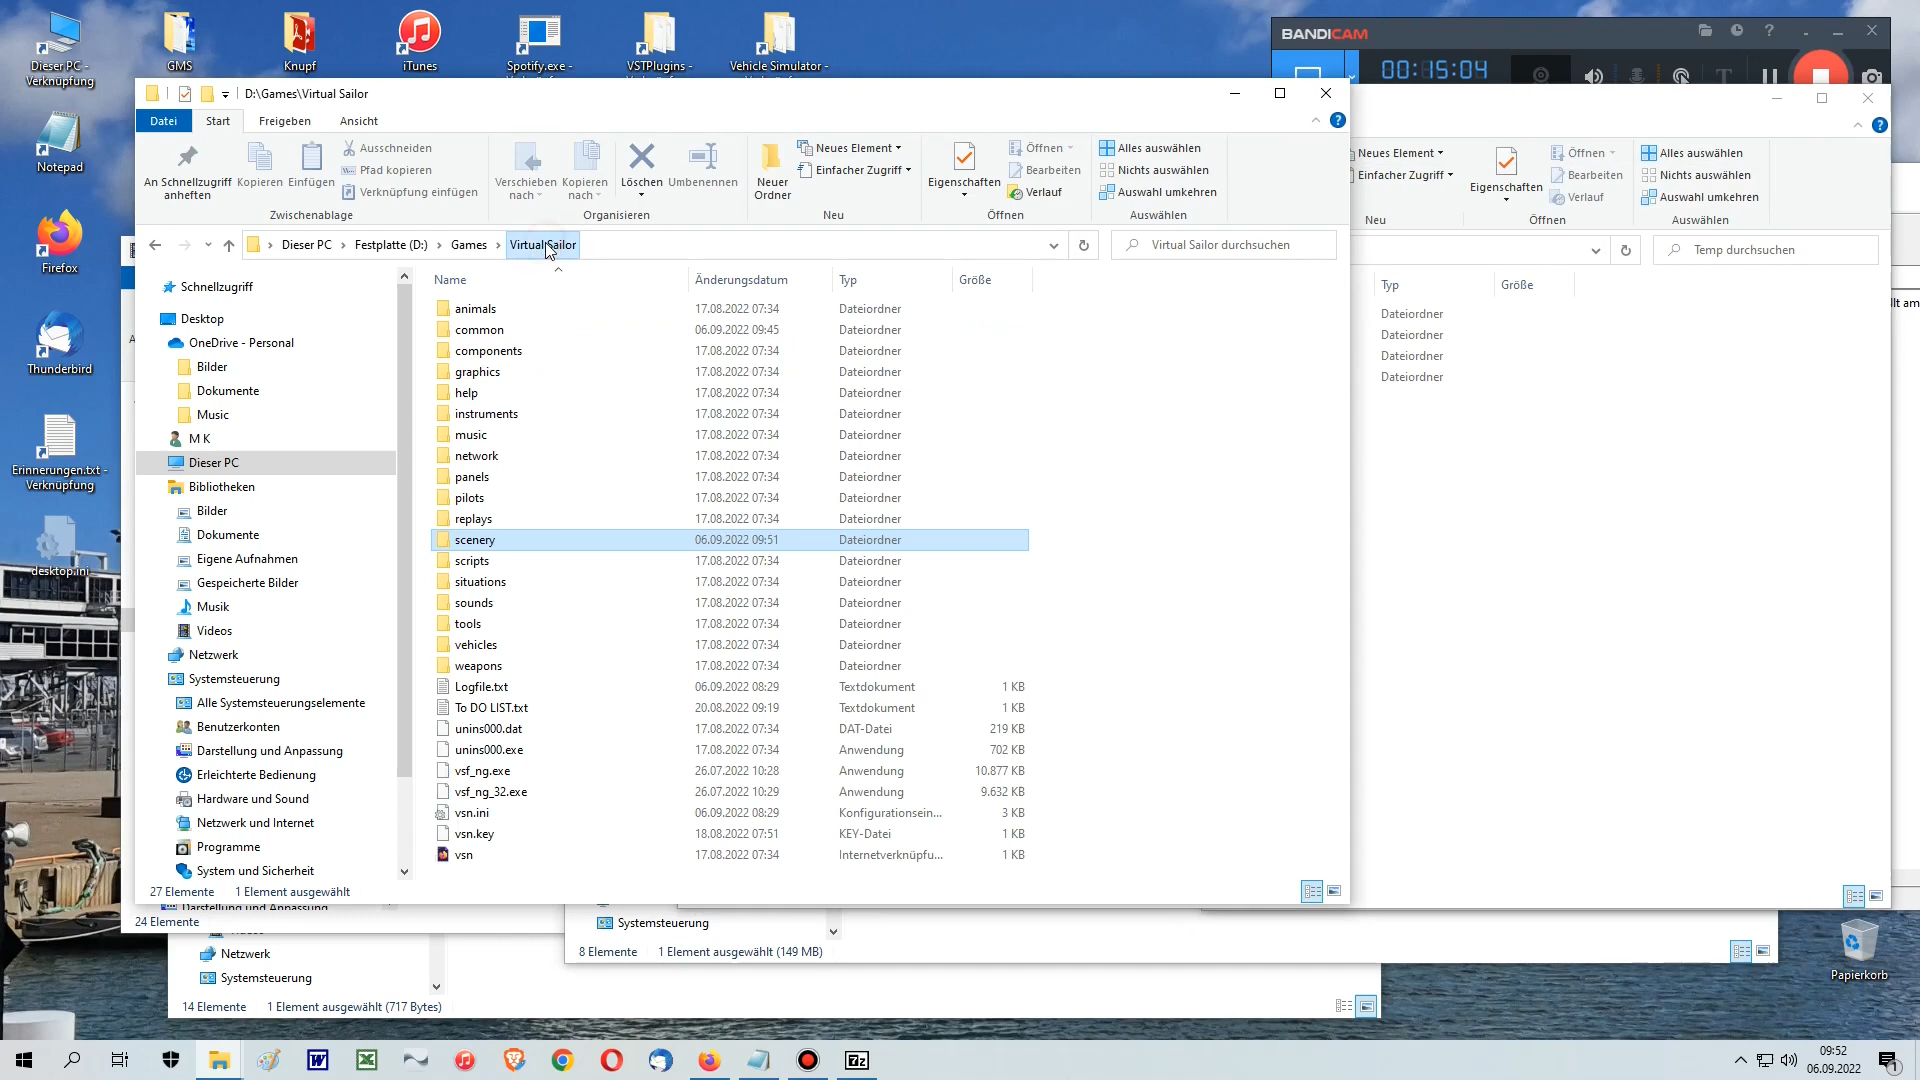 Dieser PC -
Verknüpfung
GMS
Knupf
iTunes
Spotify.exe -
VSTPlugins -
Vehicle Simulator -
BANDICAM
00:15:04
Notepad
Firefox
Thunderbird
Erinnerungen.txt -
Verknüpfung
desktop.ini
D:\Games\Virtual Sailor
Datei
Start
Freigeben
Ansicht
An Schnellzugriff
anheften
Kopieren
Einfügen
Ausschneiden
Pfad kopieren
Verknüpfung einfügen
Zwischenablage
Verschieben
nach
Kopieren
nach
Löschen
Umbenennen
Organisieren
Neuer
Ordner
Neues Element
Einfacher Zugriff
Neu
Eigenschaften
Öffnen
Bearbeiten
Verlauf
Öffnen
Alles auswählen
Nichts auswählen
Auswahl umkehren
Auswählen
Neues Element
Einfacher Zugriff
Neu
Eigenschaften
Öffnen
Bearbeiten
Verlauf
Öffnen
Alles auswählen
Nichts auswählen
Auswahl umkehren
Auswählen
Dieser PC > Festplatte (D:) > Games > Virtual Sailor
Virtual Sailor durchsuchen
Temp durchsuchen
Schnellzugriff
Desktop
OneDrive - Personal
Bilder
Dokumente
Music
M K
Dieser PC
Bibliotheken
Bilder
Dokumente
Eigene Aufnahmen
Gespeicherte Bilder
Musik
Videos
Netzwerk
Systemsteuerung
Alle Systemsteuerungselemente
Benutzerkonten
Darstellung und Anpassung
Erleichterte Bedienung
Hardware und Sound
Netzwerk und Internet
Programme
System und Sicherheit
Name Änderungsdatum Typ Größe
animals 17.08.2022 07:34 Dateiordner
common 06.09.2022 09:45 Dateiordner
components 17.08.2022 07:34 Dateiordner
graphics 17.08.2022 07:34 Dateiordner
help 17.08.2022 07:34 Dateiordner
instruments 17.08.2022 07:34 Dateiordner
music 17.08.2022 07:34 Dateiordner
network 17.08.2022 07:34 Dateiordner
panels 17.08.2022 07:34 Dateiordner
pilots 17.08.2022 07:34 Dateiordner
replays 17.08.2022 07:34 Dateiordner
scenery 06.09.2022 09:51 Dateiordner
scripts 17.08.2022 07:34 Dateiordner
situations 17.08.2022 07:34 Dateiordner
sounds 17.08.2022 07:34 Dateiordner
tools 17.08.2022 07:34 Dateiordner
vehicles 17.08.2022 07:34 Dateiordner
weapons 17.08.2022 07:34 Dateiordner
Logfile.txt 06.09.2022 08:29 Textdokument 1 KB
To DO LIST.txt 20.08.2022 09:19 Textdokument 1 KB
unins000.dat 17.08.2022 07:34 DAT-Datei 219 KB
unins000.exe 17.08.2022 07:34 Anwendung 702 KB
vsf_ng.exe 26.07.2022 10:28 Anwendung 10.877 KB
vsf_ng_32.exe 26.07.2022 10:29 Anwendung 9.632 KB
vsn.ini 06.09.2022 08:29 Konfigurationsein... 3 KB
vsn.key 18.08.2022 07:51 KEY-Datei 1 KB
vsn 17.08.2022 07:34 Internetverknüpfu... 1 KB
Typ Größe
Dateiordner
Dateiordner
Dateiordner
Dateiordner
llt am
27 Elemente 1 Element ausgewählt
Darstellung und Anpassung
24 Elemente
Systemsteuerung
8 Elemente 1 Element ausgewählt (149 MB)
Netzwerk
Systemsteuerung
14 Elemente 1 Element ausgewählt (717 Bytes)
Papierkorb
7z
09:52
06.09.2022
1